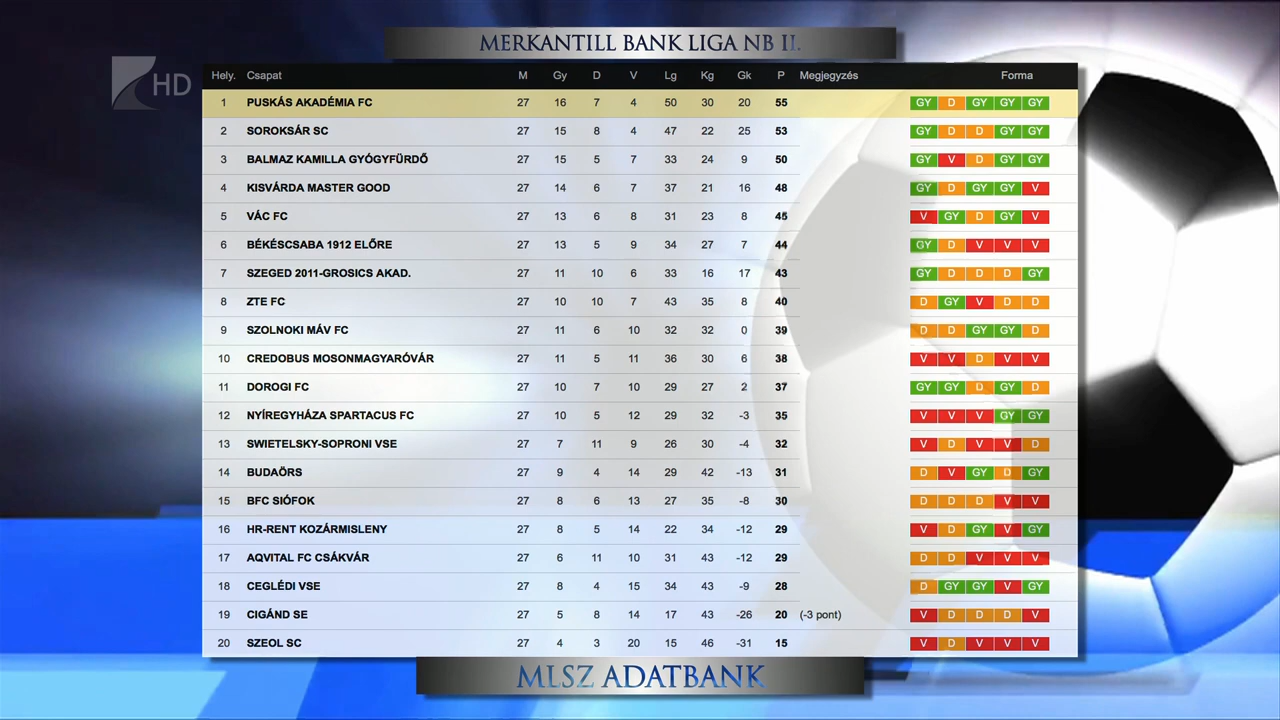 MERKANTILL BANK LIGA NB II.
HD
Hely. Csapat M Gy D V Lg Kg Gk P Megjegyzés Forma
1 PUSKÁS AKADÉMIA FC 27 16 7 4 50 30 20 55 GY D GY GY GY
2 SOROKSÁR SC 27 15 8 4 47 22 25 53 GY D D GY GY
3 BALMAZ KAMILLA GYÓGYFÜRDŐ 27 15 5 7 33 24 9 50 GY V D GY GY
4 KISVÁRDA MASTER GOOD 27 14 6 7 37 21 16 48 GY D GY GY V
5 VÁC FC 27 13 6 8 31 23 8 45 V GY D GY V
6 BÉKÉSCSABA 1912 ELŐRE 27 13 5 9 34 27 7 44 GY D V V V
7 SZEGED 2011-GROSICS AKAD. 27 11 10 6 33 16 17 43 GY D D D GY
8 ZTE FC 27 10 10 7 43 35 8 40 D GY V D D
9 SZOLNOKI MÁV FC 27 11 6 10 32 32 0 39 D D GY GY D
10 CREDOBUS MOSONMAGYARÓVÁR 27 11 5 11 36 30 6 38 V V D V V
11 DOROGI FC 27 10 7 10 29 27 2 37 GY GY D GY D
12 NYÍREGYHÁZA SPARTACUS FC 27 10 5 12 29 32 -3 35 V V V GY GY
13 SWIETELSKY-SOPRONI VSE 27 7 11 9 26 30 -4 32 V D V V D
14 BUDAÖRS 27 9 4 14 29 42 -13 31 D V GY D GY
15 BFC SIÓFOK 27 8 6 13 27 35 -8 30 D D D V V
16 HR-RENT KOZÁRMISLENY 27 8 5 14 22 34 -12 29 V D GY V GY
17 AQVITAL FC CSÁKVÁR 27 6 11 10 31 43 -12 29 D D V V V
18 CEGLÉDI VSE 27 8 4 15 34 43 -9 28 D GY GY V GY
19 CIGÁND SE 27 5 8 14 17 43 -26 20 (-3 pont) V D D D V
20 SZEOL SC 27 4 3 20 15 46 -31 15 V D V V V
MLSZ ADATBANK